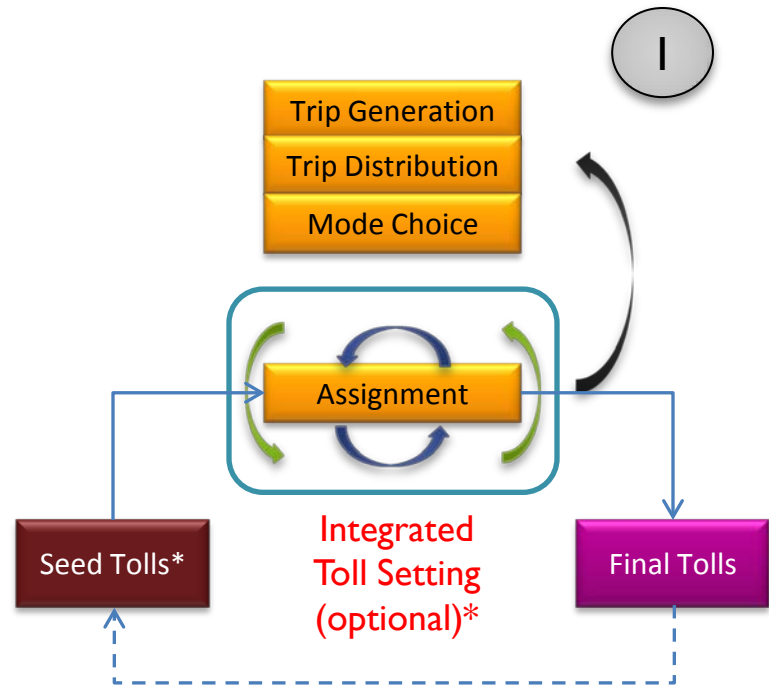 I
Trip Generation
Trip Distribution
Mode Choice
Assignment
Seed Tolls*
Integrated
Toll Setting
(optional)*
Final Tolls